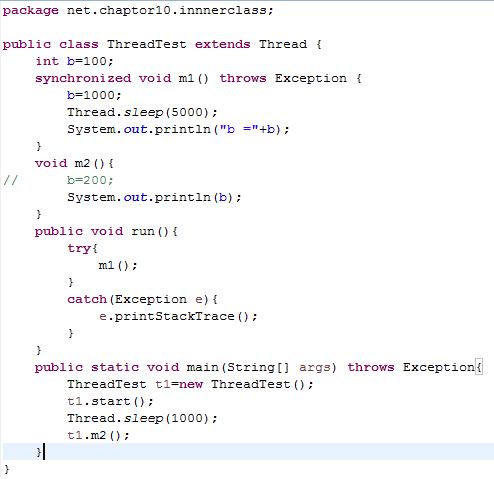 package net.chaptor10.innnerclass;
public class ThreadTest extends Thread {
int b=100;
synchronized void m1() throws Exception {
b=1000;
Thread.sleep(5000);
System.out.println("b ="+b);
}
void m2(){
// b=200;
System.out.println(b);
}
public void run(){
try{
m1();
}
catch(Exception e){
e.printStackTrace();
}
}
public static void main(String[] args) throws Exception{
ThreadTest t1=new ThreadTest();
t1.start();
Thread.sleep(1000);
t1.m2();
}
}